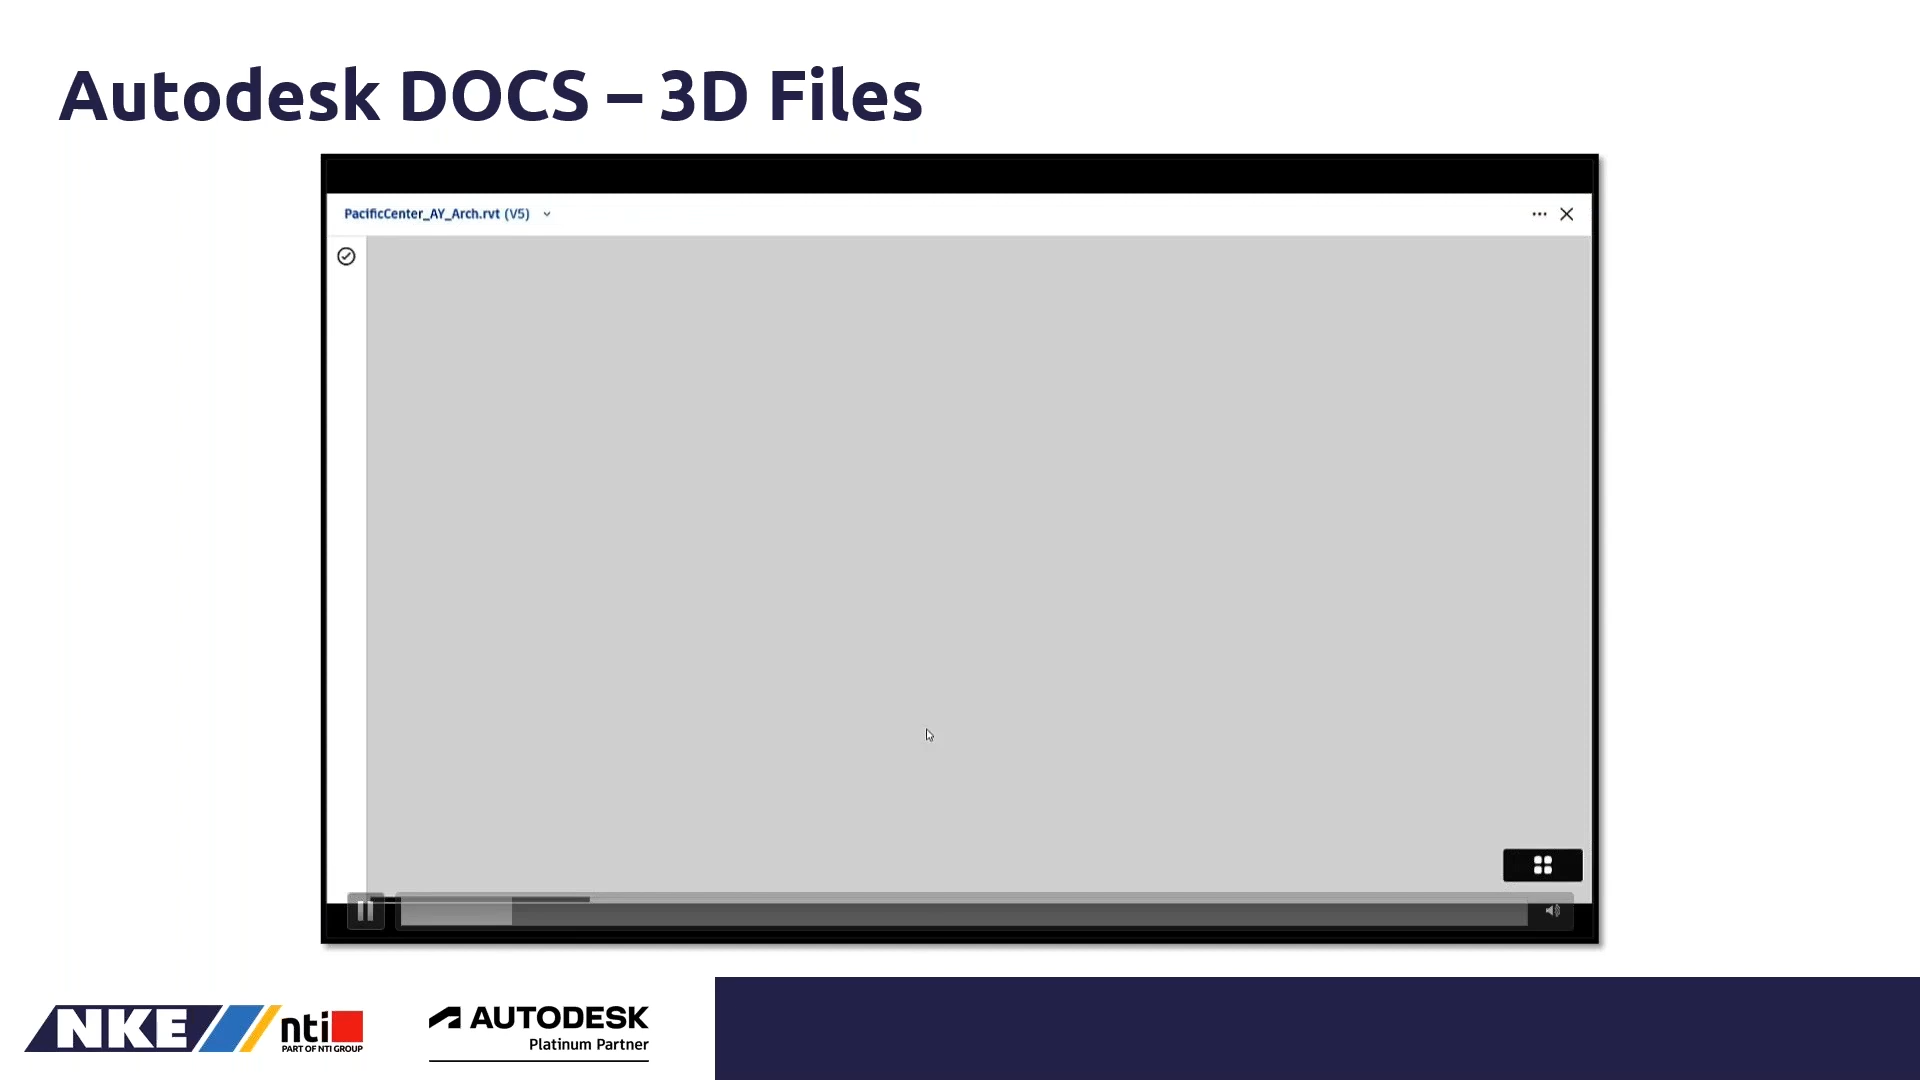 Autodesk DOCS – 3D Files
PacificCenter_AY_Arch.rvt (V5)
NKE
nti
PART OF NTI GROUP
AUTODESK
Platinum Partner